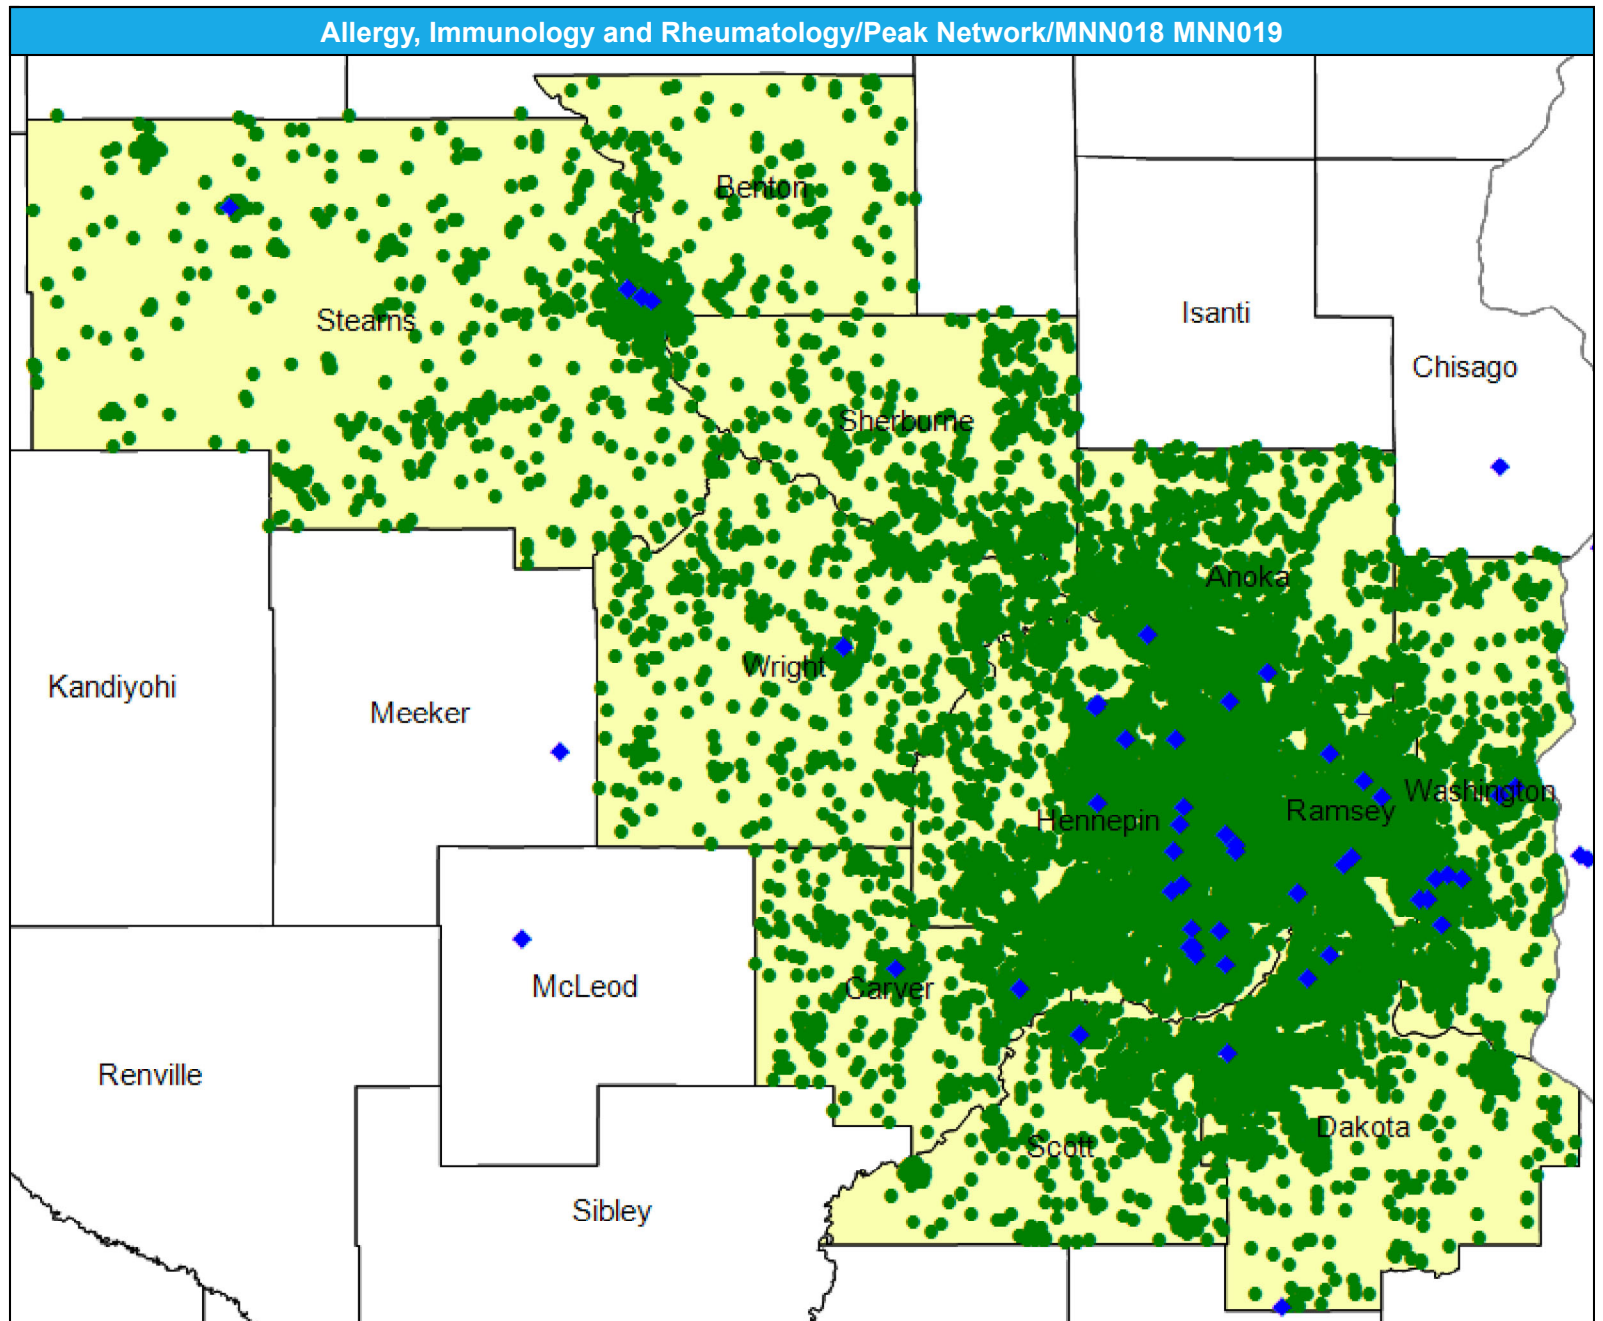 Allergy, Immunology and Rheumatology/Peak Network/MNN018 MNN019
Benton
Stearns
Isanti
Chisago
Sherburne
Anoka
Wright
Kandiyohi
Meeker
Washington
Ramsey
Hennepin
McLeod
Carver
Renville
Dakota
Scott
Sibley